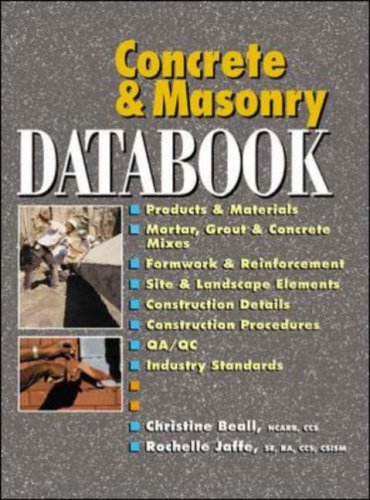 Concrete
& Masonry
DATABOOK
Products & Materials
Mortar, Grout & Concrete
Mixes
Formwork & Reinforcement
Site & Landscape Elements
Construction Details
Construction Procedures
QA/QC
Industry Standards
Christine Beall, NCARB, CCS
Rochelle Jaffe, SE, RA, CCS, CSISM